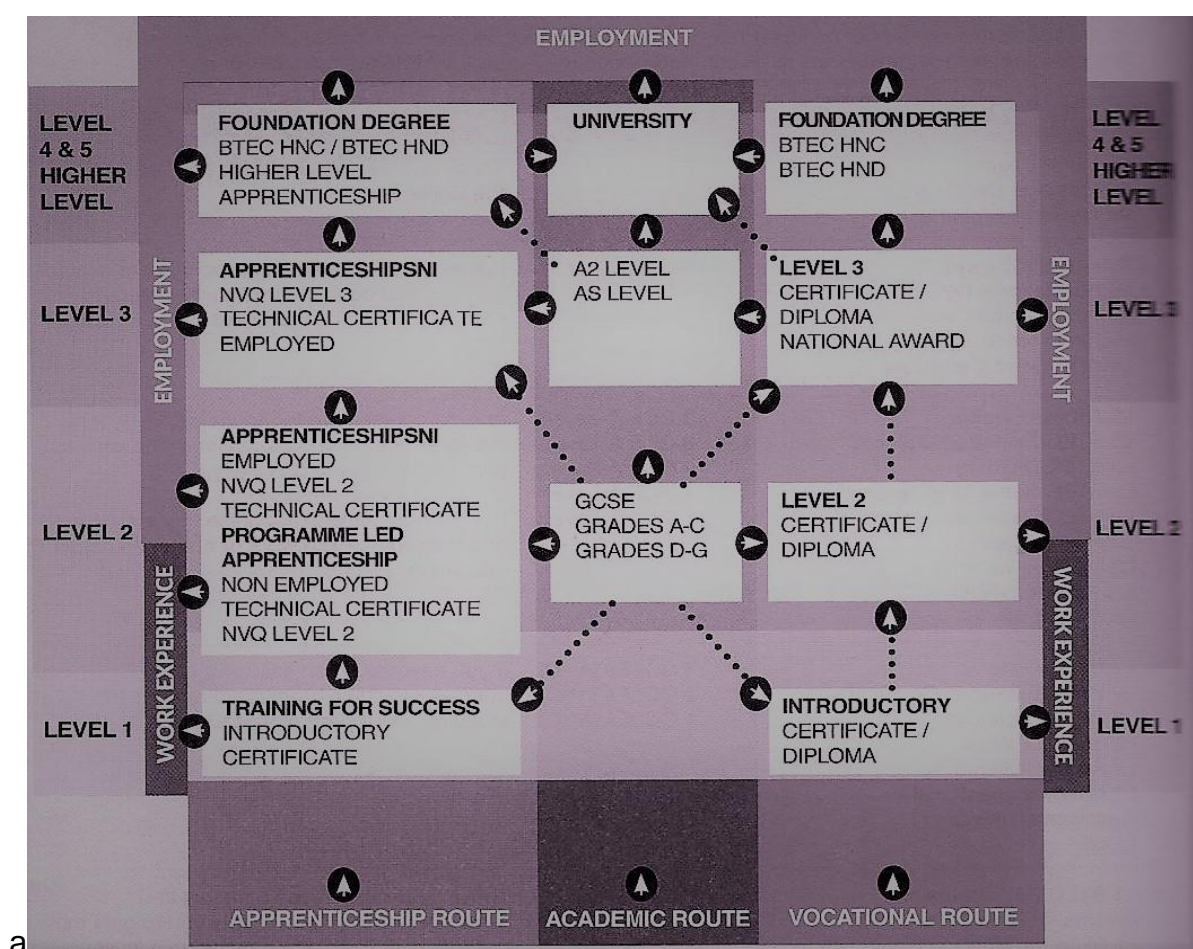 EMPLOYMENT
LEVEL
4 & 5
HIGHER
LEVEL
FOUNDATION DEGREE
BTEC HNC / BTEC HND
HIGHER LEVEL
APPRENTICESHIP
UNIVERSITY
FOUNDATION DEGREE
BTEC HNC
BTEC HND
LEVEL
4 & 5
HIGHER
LEVEL
EMPLOYMENT
LEVEL 3
APPRENTICESHIPSNI
NVQ LEVEL 3
TECHNICAL CERTIFICATE
EMPLOYED
A2 LEVEL
AS LEVEL
LEVEL 3
CERTIFICATE /
DIPLOMA
NATIONAL AWARD
EMPLOYMENT
LEVEL 3
LEVEL 2
APPRENTICESHIPSNI
EMPLOYED
NVQ LEVEL 2
TECHNICAL CERTIFICATE
PROGRAMME LED
APPRENTICESHIP
NON EMPLOYED
TECHNICAL CERTIFICATE
NVQ LEVEL 2
GCSE
GRADES A-C
GRADES D-G
LEVEL 2
CERTIFICATE /
DIPLOMA
LEVEL 2
WORK EXPERIENCE
WORK EXPERIENCE
LEVEL 1
TRAINING FOR SUCCESS
INTRODUCTORY
CERTIFICATE
INTRODUCTORY
CERTIFICATE /
DIPLOMA
LEVEL 1
APPRENTICESHIP ROUTE
ACADEMIC ROUTE
VOCATIONAL ROUTE
a